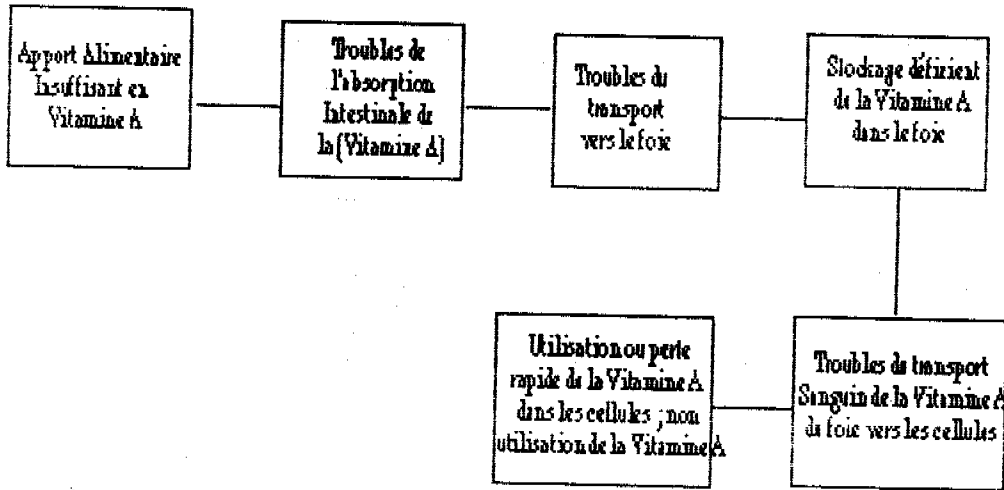 Apport Alimentaire
Insuffisant en
Vitamine A
Troubles de
l'absorption
Intestinale de
la (Vitamine A)
Troubles du
transport
vers le foie
Stockage déficient
de la Vitamine A
dans le foie
Utilisation ou perte
rapide de la Vitamine A
dans les cellules ; non
utilisation de la Vitamine A
Troubles du transport
Sanguin de la Vitamine A
du foie vers les cellules